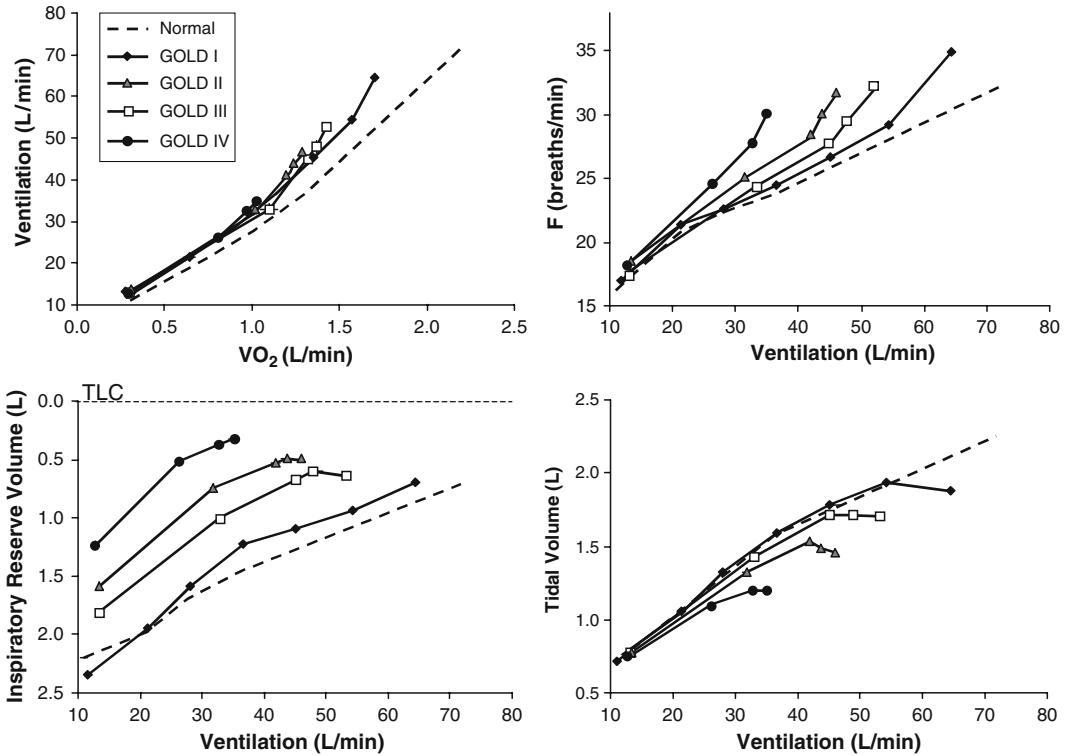 Ventilation (L/min)
80
70
60
50
40
30
20
10
0.0 0.5 1.0 1.5 2.0 2.5
VO2 (L/min)
Normal
GOLD I
GOLD II
GOLD III
GOLD IV
F (breaths/min)
35
30
25
20
15
10 20 30 40 50 60 70 80
Ventilation (L/min)
TLC
Inspiratory Reserve Volume (L)
0.0
0.5
1.0
1.5
2.0
2.5
10 20 30 40 50 60 70 80
Ventilation (L/min)
Tidal Volume (L)
2.5
2.0
1.5
1.0
0.5
10 20 30 40 50 60 70 80
Ventilation (L/min)